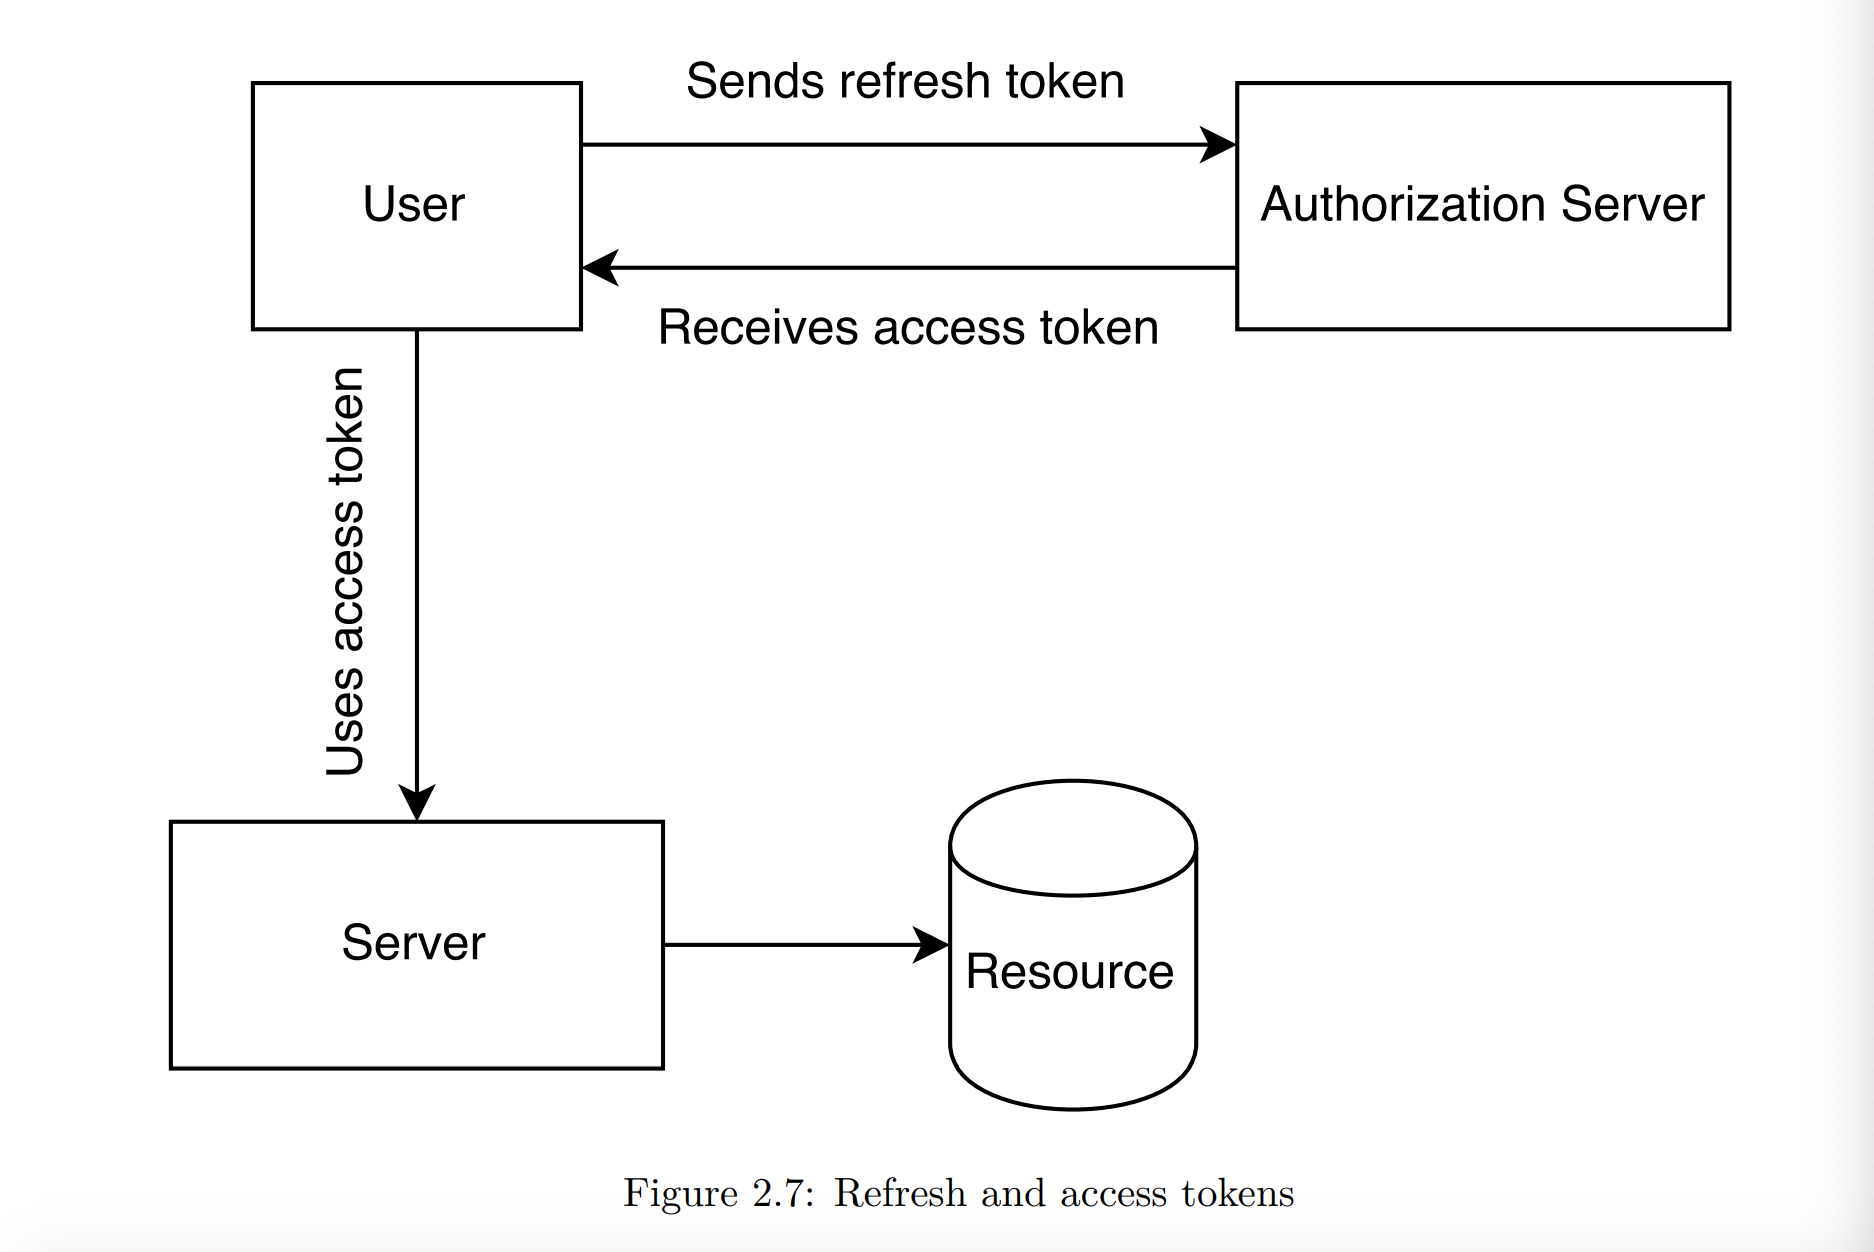 Sends refresh token
User
Authorization Server
Receives access token
Uses access token
Server
Resource
Figure 2.7: Refresh and access tokens